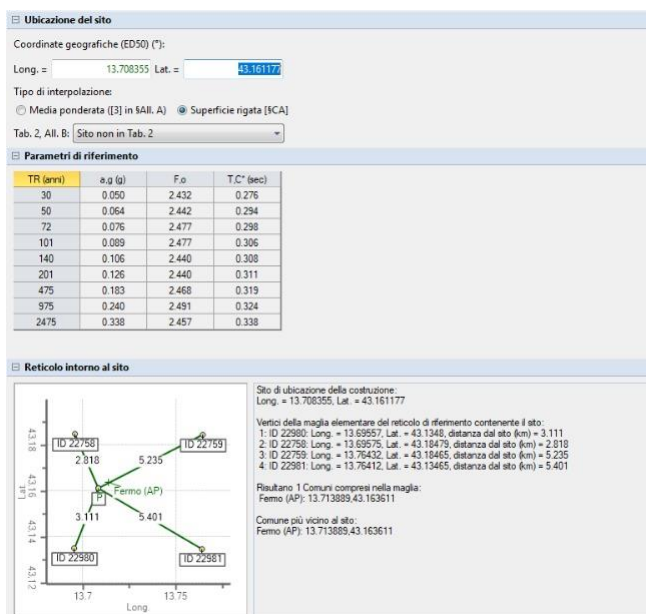 Ubicazione del sito
Coordinate geografiche (ED50) (*):
Long. = 13.708355 Lat. = 43.161177
Tipo di interpolazione:
Media ponderata ([3] in §All. A) Superficie rigata [§CA]
Tab. 2, All. B: Sito non in Tab. 2
Parametri di riferimento
TR (anni) a,g (g) F,o T,C* (sec)
30 0.050 2.432 0.276
50 0.064 2.442 0.294
72 0.076 2.477 0.298
101 0.089 2.477 0.306
140 0.106 2.440 0.308
201 0.126 2.440 0.311
475 0.183 2.468 0.319
975 0.240 2.491 0.324
2475 0.338 2.457 0.338
Reticolo intorno al sito
43.18
43.16
43.14
43.12
Lat.
ID 22758
ID 22759
2.818
5.235
Fermo (AP)
P
3.111
5.401
ID 22980
ID 22981
13.7 13.75
Long.
Sito di ubicazione della costruzione:
Long. = 13.708355, Lat. = 43.161177
Vertici della maglia elementare del reticolo di riferimento contenente il sito:
1: ID 22980: Long. = 13.69557, Lat. = 43.1348, distanza dal sito (km) = 3.111
2: ID 22758: Long. = 13.69575, Lat. = 43.18479, distanza dal sito (km) = 2.818
3: ID 22759: Long. = 13.76432, Lat. = 43.18465, distanza dal sito (km) = 5.235
4: ID 22981: Long. = 13.76412, Lat. = 43.13465, distanza dal sito (km) = 5.401
Risultano 1 Comuni compresi nella maglia:
Fermo (AP): 13.713889,43.163611
Comune più vicino al sito:
Fermo (AP): 13.713889,43.163611